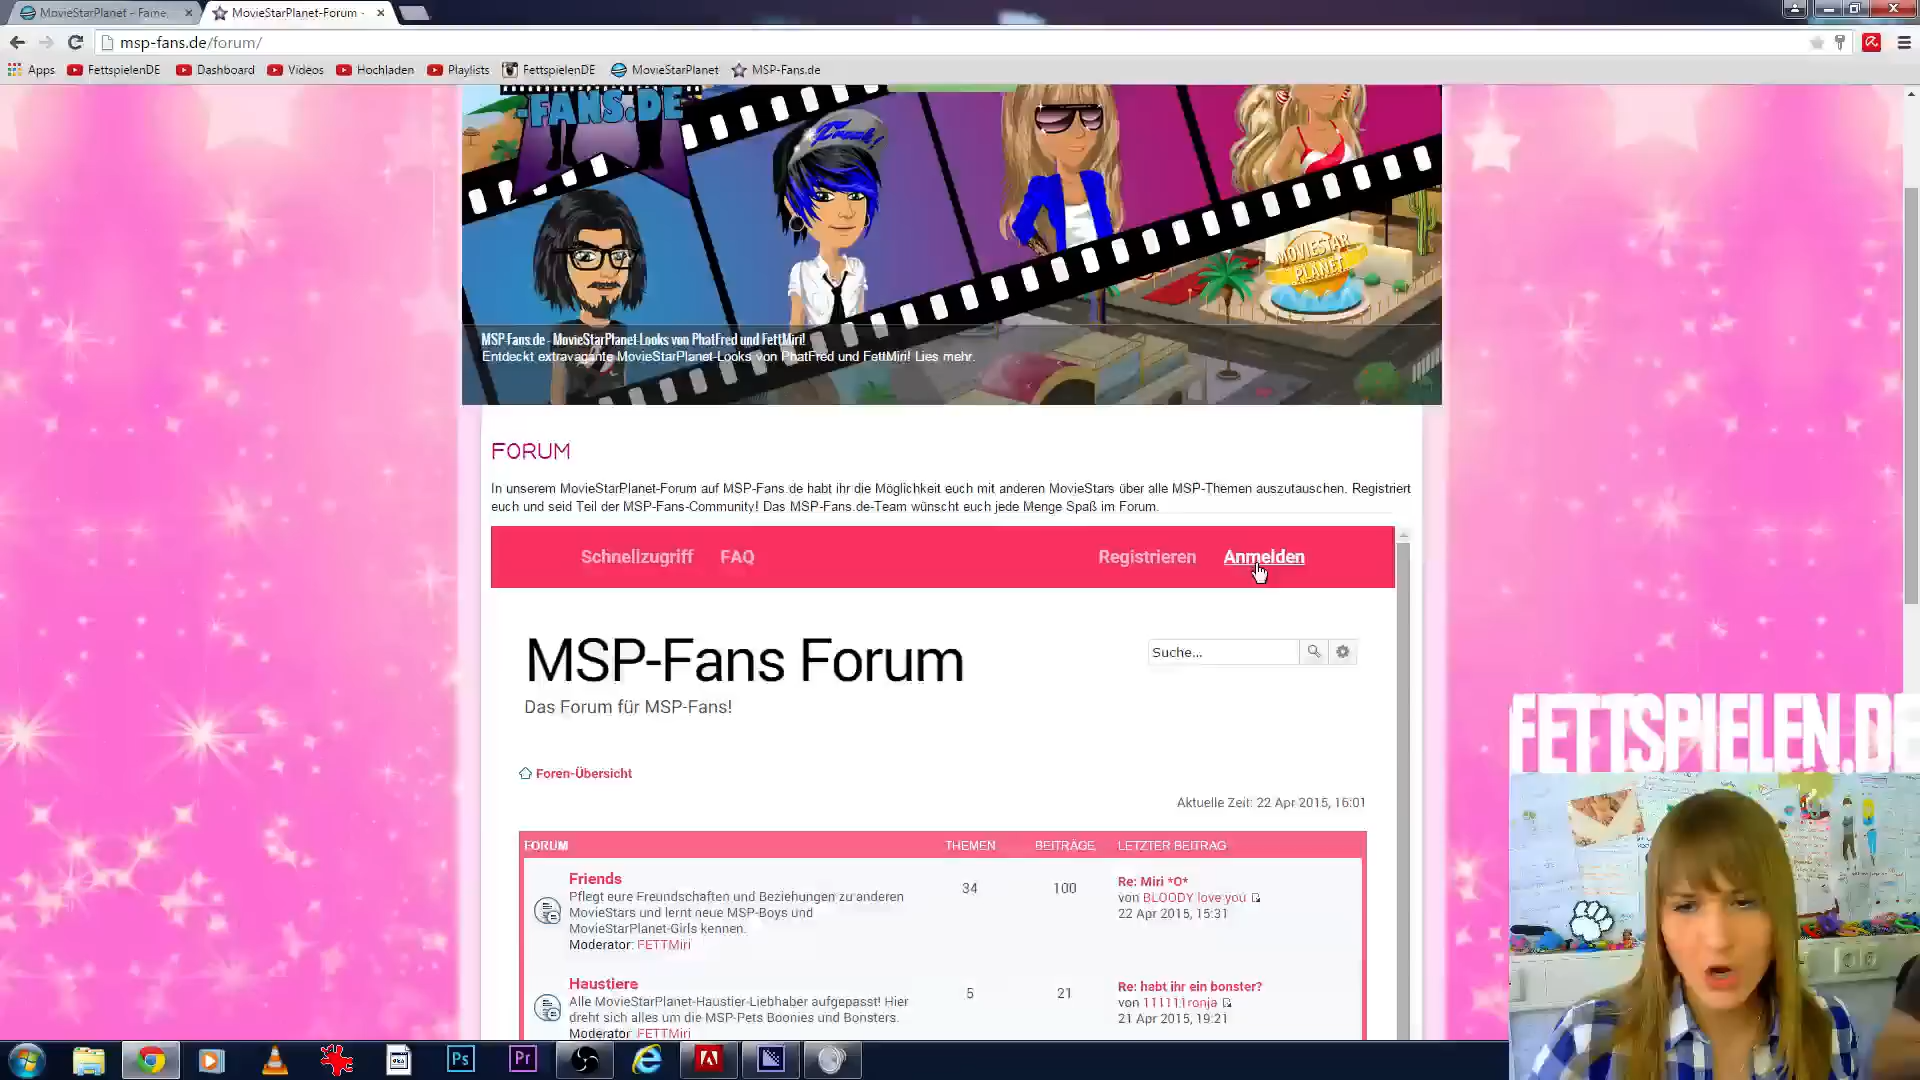 MovieStarPlanet - Fame,
MovieStarPlanet-Forum -
msp-fans.de/forum/
Apps
FettspielenDE
Dashboard
Videos
Hochladen
Playlists
FettspielenDE
MovieStarPlanet
MSP-Fans.de
-FANS.DE
MOVIESTAR
PLANET
MSP-Fans.de - MovieStarPlanet-Looks von PhatFred und FettMiri!
Entdeckt extravagante MovieStarPlanet-Looks von PhatFred und FettMiri! Lies mehr.
FORUM
In unserem MovieStarPlanet-Forum auf MSP-Fans.de habt ihr die Möglichkeit euch mit anderen MovieStars über alle MSP-Themen auszutauschen. Registriert
euch und seid Teil der MSP-Fans-Community! Das MSP-Fans.de-Team wünscht euch jede Menge Spaß im Forum.
Schnellzugriff
FAQ
Registrieren
Anmelden
MSP-Fans Forum
Suche...
Das Forum für MSP-Fans!
Foren-Übersicht
Aktuelle Zeit: 22 Apr 2015, 16:01
FORUM
THEMEN
BEITRÄGE
LETZTER BEITRAG
Friends
Pflegt eure Freundschaften und Beziehungen zu anderen
MovieStars und lernt neue MSP-Boys und
MovieStarPlanet-Girls kennen.
Moderator: FETTMiri
34
100
Re: Miri *O*
von BLOODY love you
22 Apr 2015, 15:31
Haustiere
Alle MovieStarPlanet-Haustier-Liebhaber aufgepasst! Hier
dreht sich alles um die MSP-Pets Boonies und Bonsters.
Moderator: FETTMiri
5
21
Re: habt ihr ein bonster?
von 111111ronja
21 Apr 2015, 19:21
FETTSPIELEN.DE
Ps
Pr